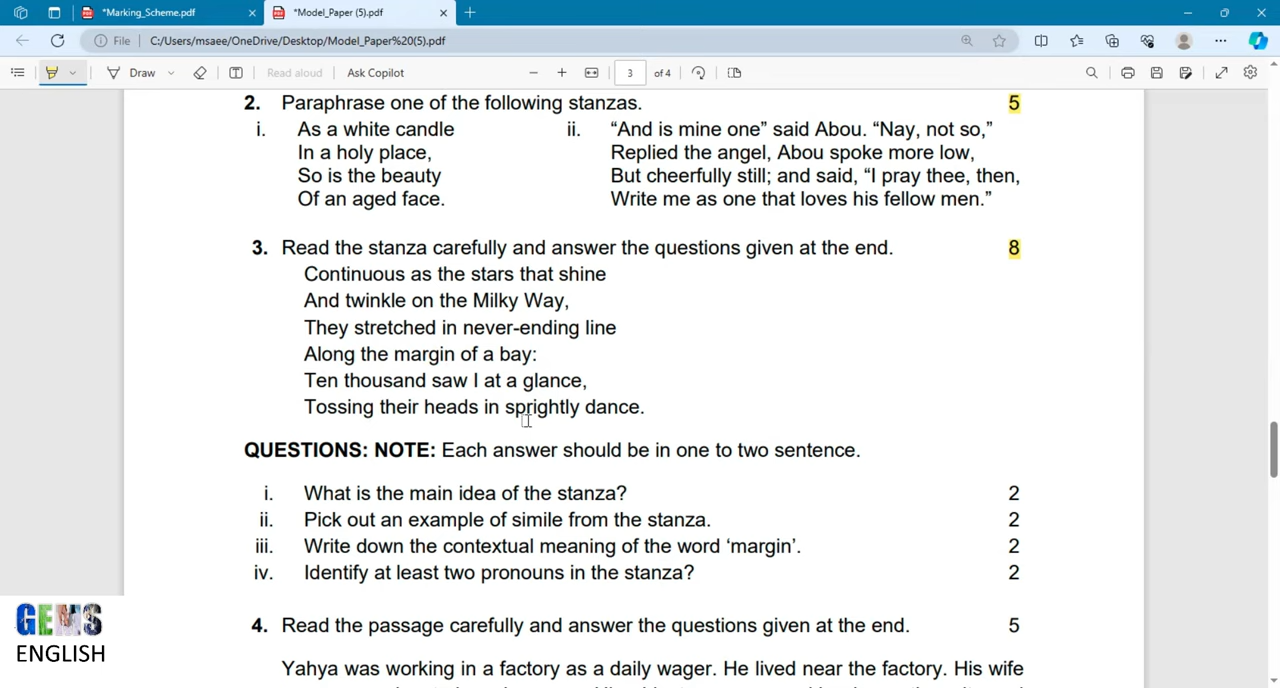 *Marking_Scheme.pdf
*Model_Paper (5).pdf
File C:/Users/msaee/OneDrive/Desktop/Model_Paper%20(5).pdf
Draw Read aloud Ask Copilot 3 of 4
2. Paraphrase one of the following stanzas. 5
i. As a white candle
In a holy place,
So is the beauty
Of an aged face.
ii. “And is mine one” said Abou. “Nay, not so,”
Replied the angel, Abou spoke more low,
But cheerfully still; and said, “I pray thee, then,
Write me as one that loves his fellow men.”
3. Read the stanza carefully and answer the questions given at the end. 8
Continuous as the stars that shine
And twinkle on the Milky Way,
They stretched in never-ending line
Along the margin of a bay:
Ten thousand saw I at a glance,
Tossing their heads in sprightly dance.
QUESTIONS: NOTE: Each answer should be in one to two sentence.
i. What is the main idea of the stanza? 2
ii. Pick out an example of simile from the stanza. 2
iii. Write down the contextual meaning of the word ‘margin’. 2
iv. Identify at least two pronouns in the stanza? 2
4. Read the passage carefully and answer the questions given at the end. 5
Yahya was working in a factory as a daily wager. He lived near the factory. His wife
GEMS
ENGLISH